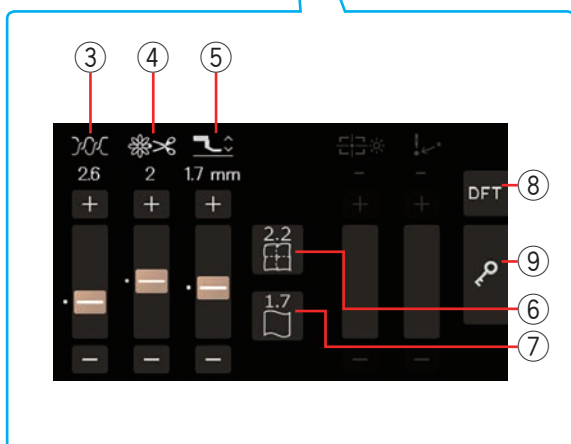 ③ ④ ⑤
2.6 2 1.7 mm
+ + + + +
DFT ⑧
2.2
⑨
⑥
1.7
⑦
− − − − −